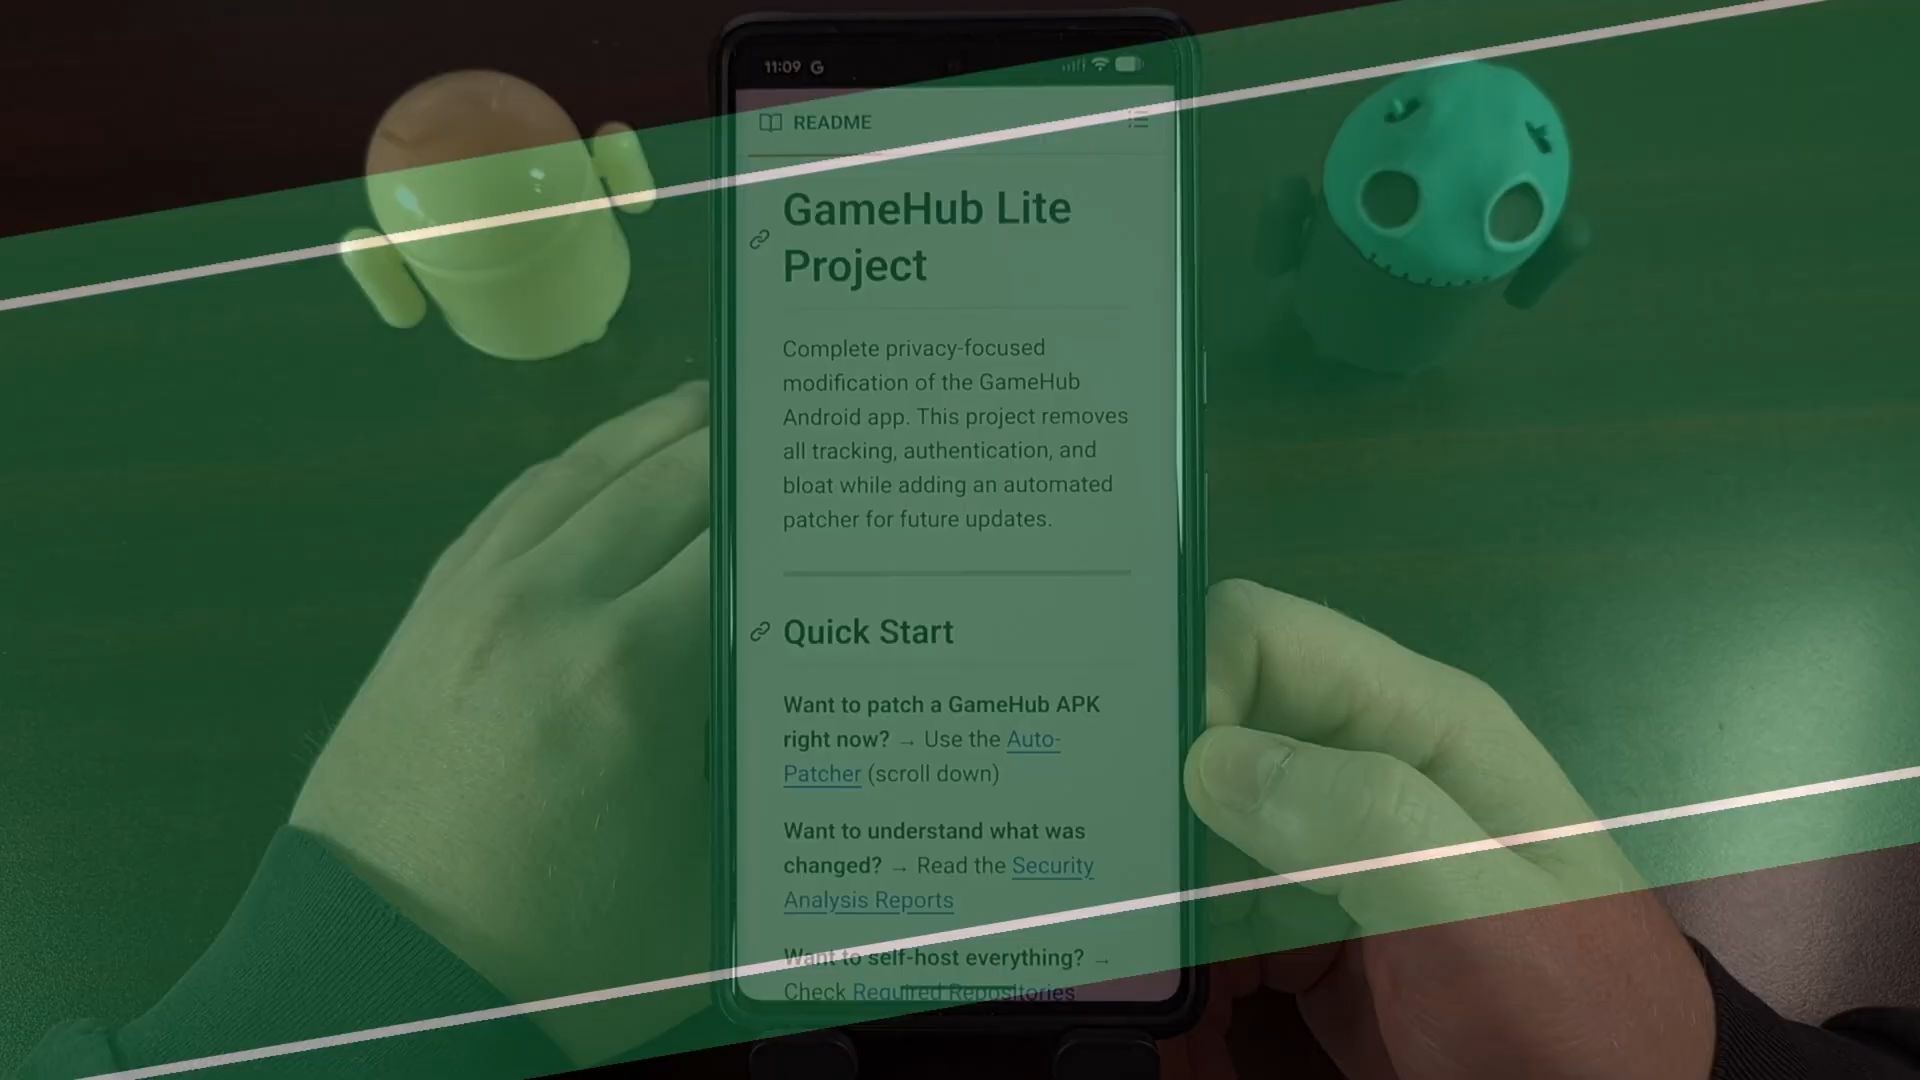 11:09 G
README
GameHub Lite
Project
Complete privacy-focused
modification of the GameHub
Android app. This project removes
all tracking, authentication, and
bloat while adding an automated
patcher for future updates.
Quick Start
Want to patch a GameHub APK
right now? → Use the Auto-
Patcher (scroll down)
Want to understand what was
changed? → Read the Security
Analysis Reports
Want to self-host everything? →
Check Required Repositories